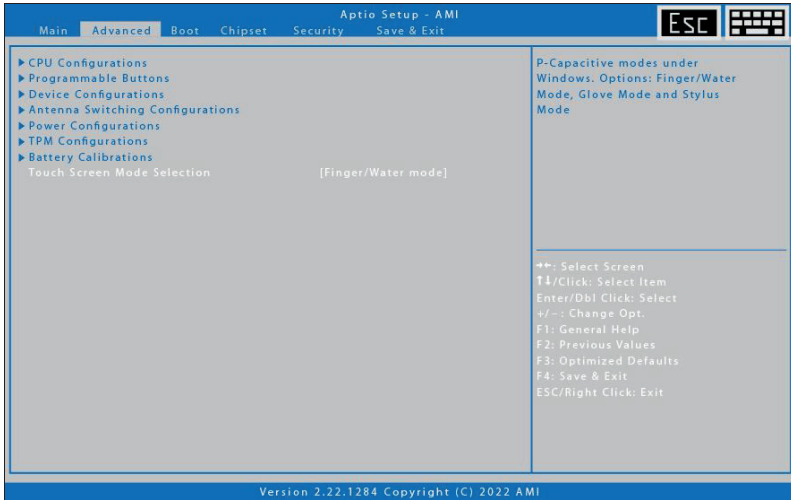 Aptio Setup - AMI
Main Advanced Boot Chipset Security Save & Exit
Esc
CPU Configurations
Programmable Buttons
Device Configurations
Antenna Switching Configurations
Power Configurations
TPM Configurations
Battery Calibrations
Touch Screen Mode Selection [Finger/Water mode]
P-Capacitive modes under
Windows. Options: Finger/Water
Mode, Glove Mode and Stylus
Mode
→←: Select Screen
↑↓/Click: Select Item
Enter/Dbl Click: Select
+/− : Change Opt.
F1: General Help
F2: Previous Values
F3: Optimized Defaults
F4: Save & Exit
ESC/Right Click: Exit
Version 2.22.1284 Copyright (C) 2022 AMI